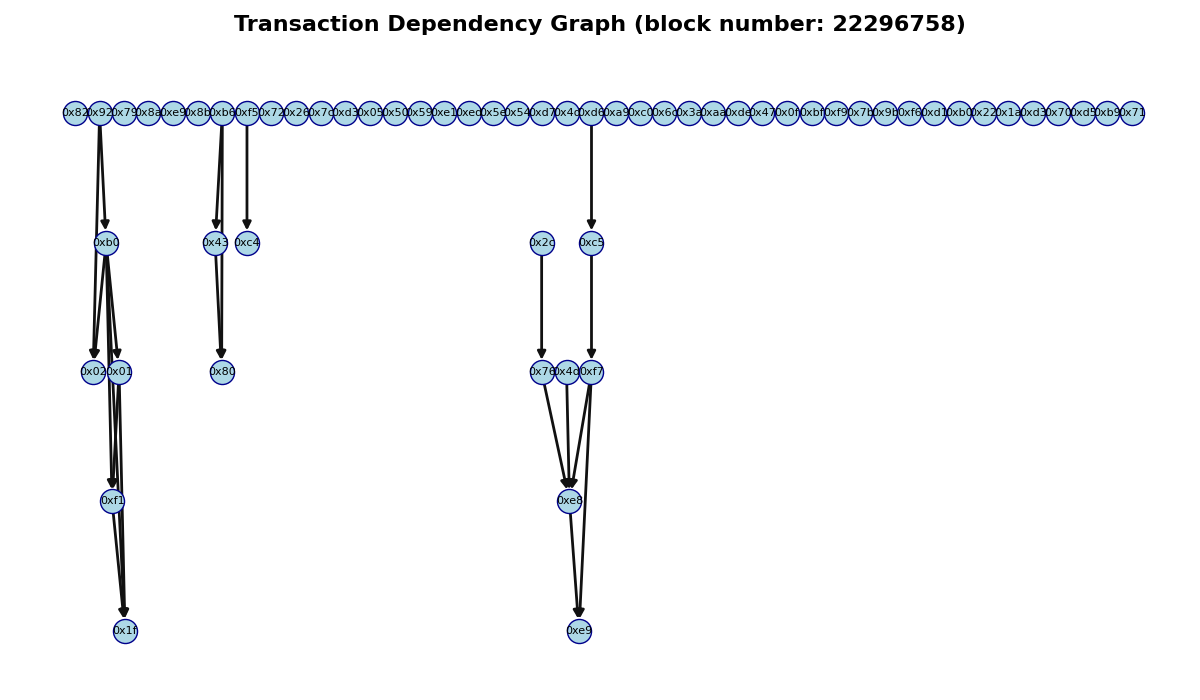 Transaction Dependency Graph (block number: 22296758)
0x82 0x92 0x79 0x8a 0xe9 0x8b 0xb6 0xf5 0x72 0x26 0x7c 0xd3 0x05 0x50 0x59 0xe1 0xed 0x5e 0x54 0xd7 0x4c 0xd6 0xa9 0xc0 0x6c 0x3a 0xaa 0xde 0x47 0x0f 0xbf 0xf9 0x7b 0x9b 0xf6 0xd1 0xb0 0x22 0x1a 0xd3 0x70 0xd5 0xb9 0x71
0xb0 0x43 0xc4 0x2c 0xc5
0x02 0x01 0x80 0x76 0x4d 0xf7
0xf1 0xe8
0x1f 0xe9